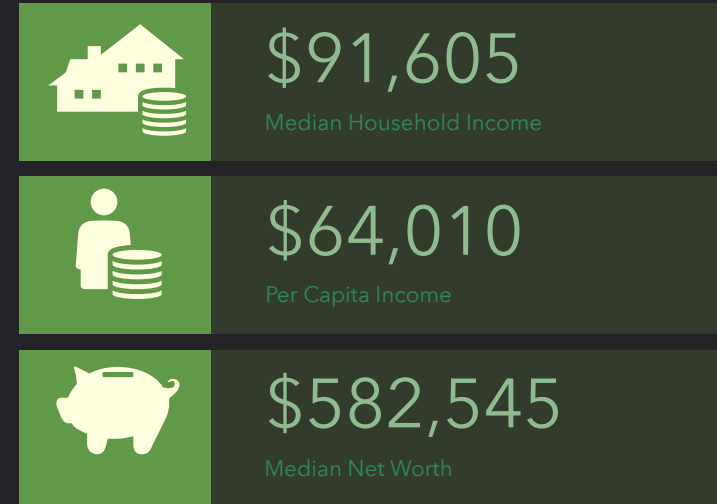 $91,605
Median Household Income
$64,010
Per Capita Income
$582,545
Median Net Worth